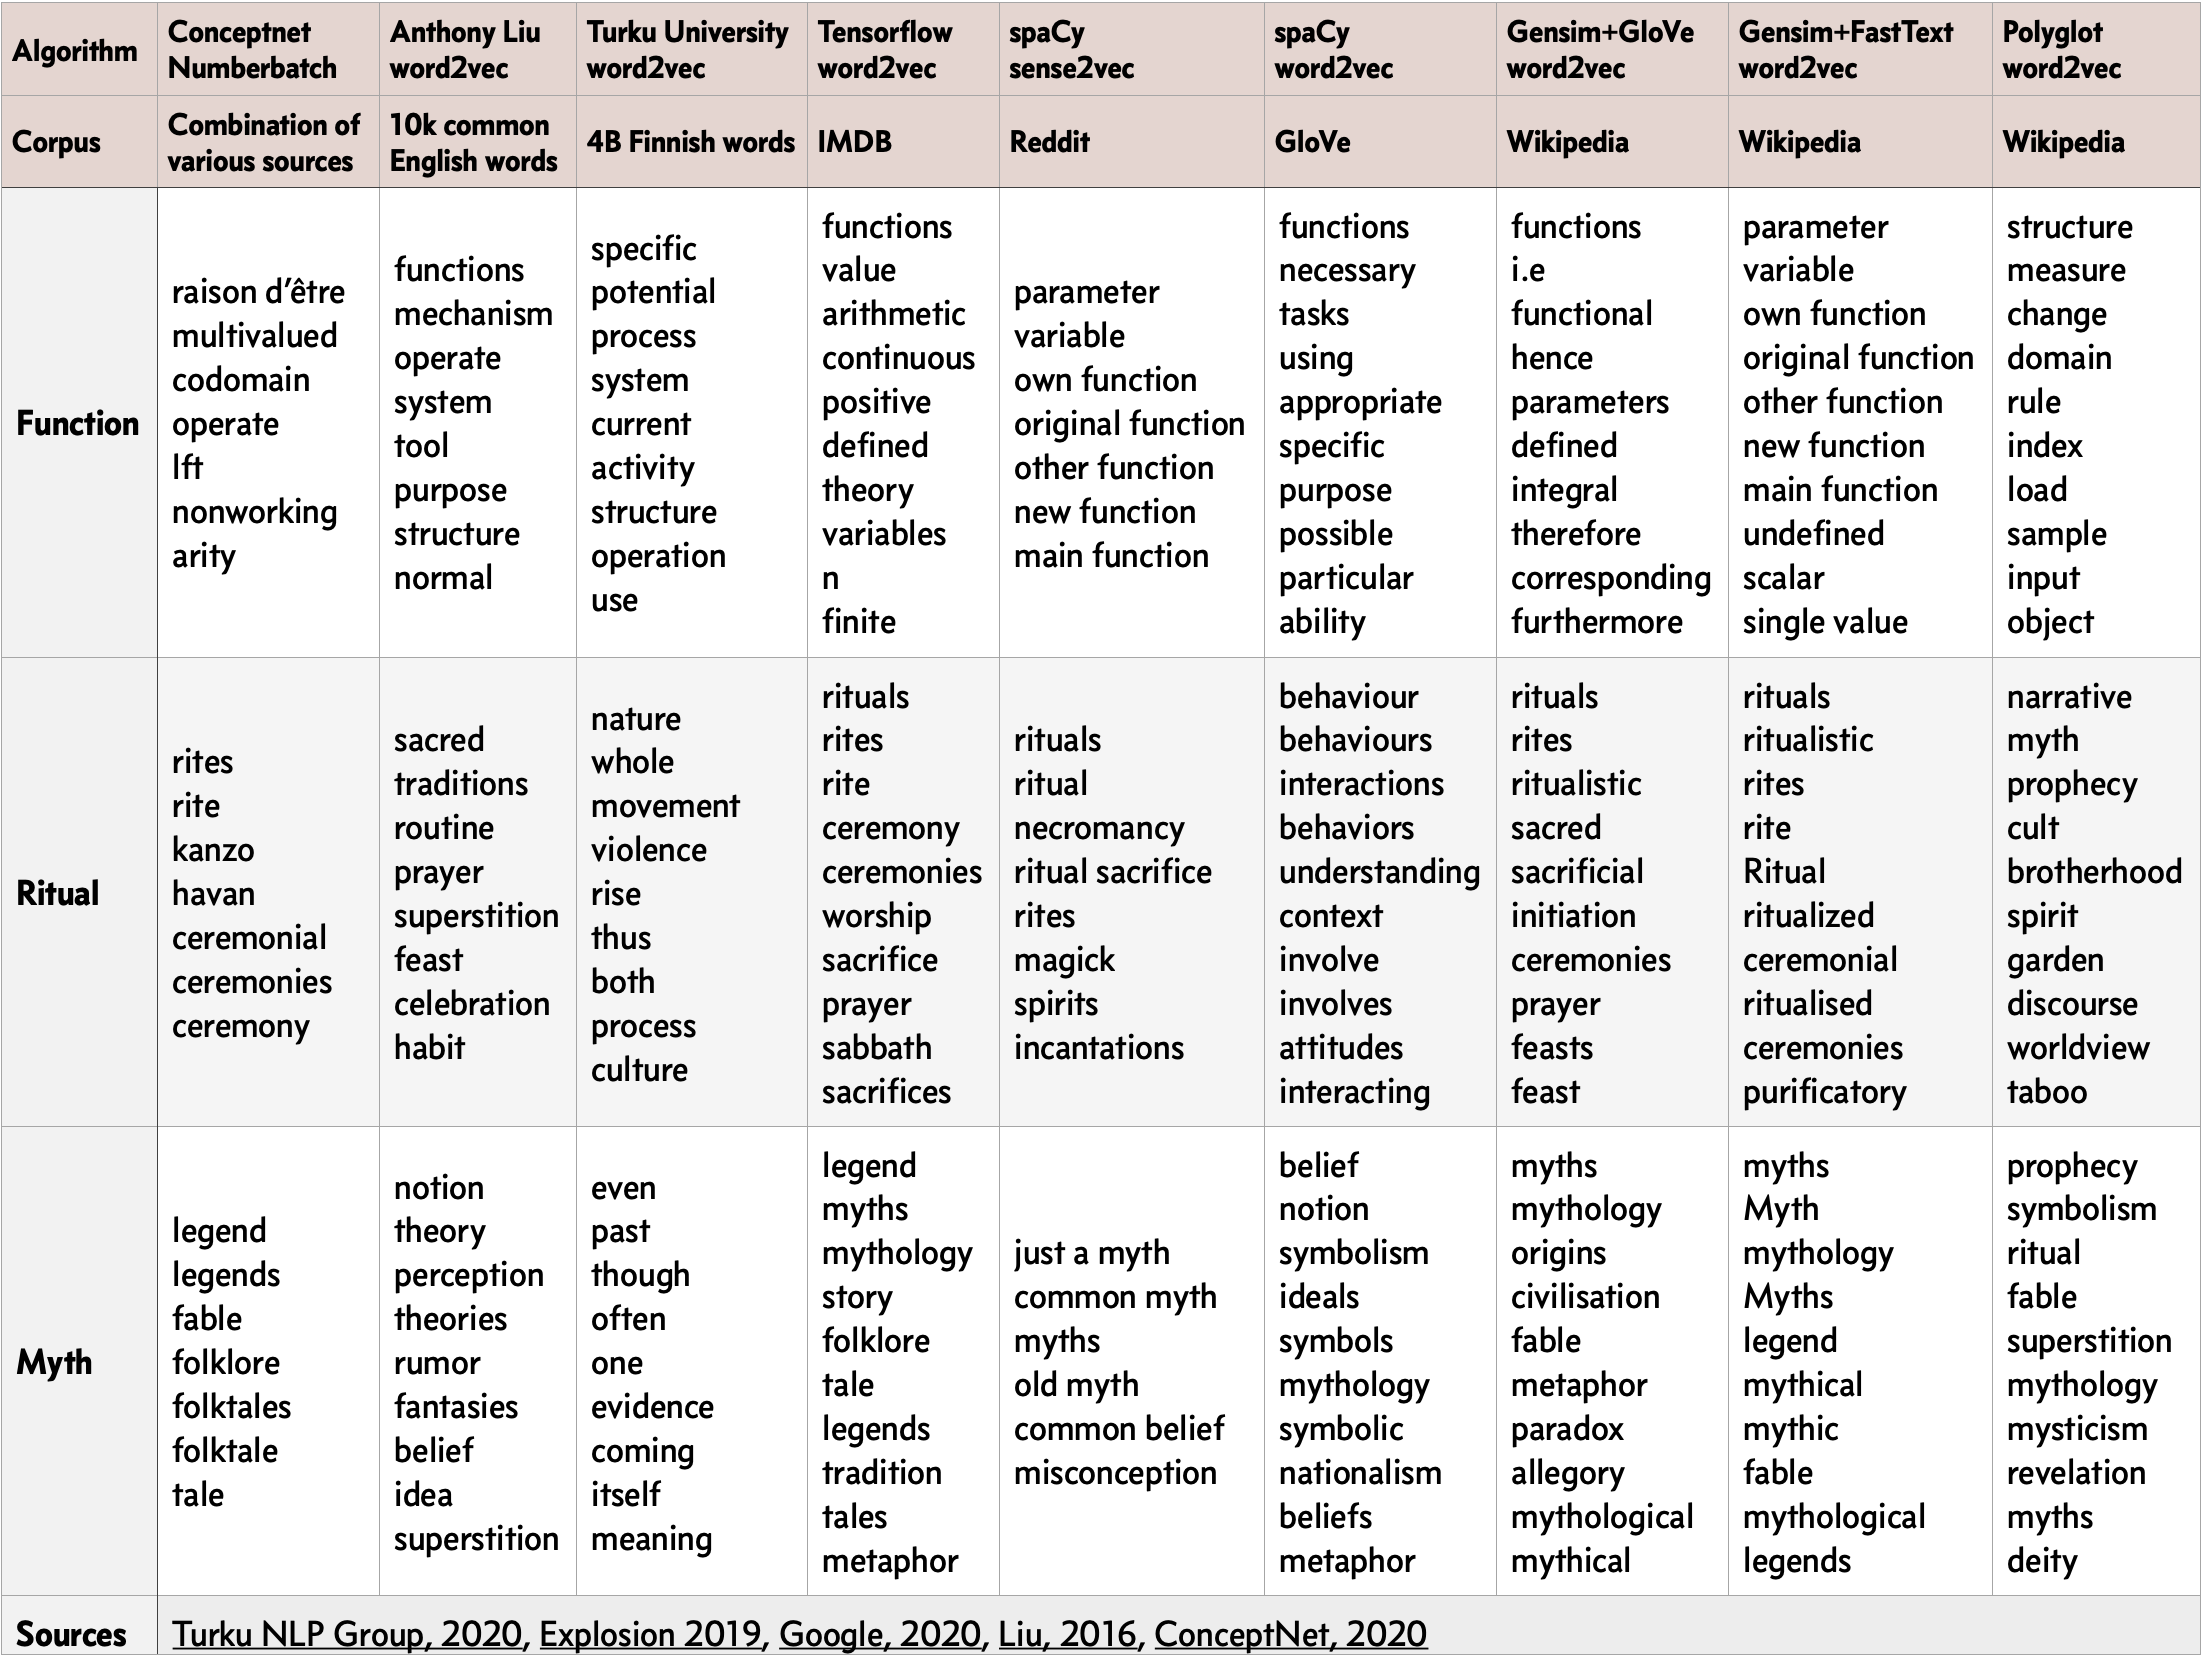 Algorithm
Conceptnet
Numberbatch
Anthony Liu
word2vec
Turku University
word2vec
Tensorflow
word2vec
spaCy
sense2vec
spaCy
word2vec
Gensim+GloVe
word2vec
Gensim+FastText
word2vec
Polyglot
word2vec
Corpus
Combination of
various sources
10k common
English words
4B Finnish words
IMDB
Reddit
GloVe
Wikipedia
Wikipedia
Wikipedia
Function
raison d’être
multivalued
codomain
operate
lft
nonworking
arity
functions
mechanism
operate
system
tool
purpose
structure
normal
specific
potential
process
system
current
activity
structure
operation
use
functions
value
arithmetic
continuous
positive
defined
theory
variables
n
finite
parameter
variable
own function
original function
other function
new function
main function
functions
necessary
tasks
using
appropriate
specific
purpose
possible
particular
ability
functions
i.e
functional
hence
parameters
defined
integral
therefore
corresponding
furthermore
parameter
variable
own function
original function
other function
new function
main function
undefined
scalar
single value
structure
measure
change
domain
rule
index
load
sample
input
object
Ritual
rites
rite
kanzo
havan
ceremonial
ceremonies
ceremony
sacred
traditions
routine
prayer
superstition
feast
celebration
habit
nature
whole
movement
violence
rise
thus
both
process
culture
rituals
rites
rite
ceremony
ceremonies
worship
sacrifice
prayer
sabbath
sacrifices
rituals
ritual
necromancy
ritual sacrifice
rites
magick
spirits
incantations
behaviour
behaviours
interactions
behaviors
understanding
context
involve
involves
attitudes
interacting
rituals
rites
ritualistic
sacred
sacrificial
initiation
ceremonies
prayer
feasts
feast
rituals
ritualistic
rites
rite
Ritual
ritualized
ceremonial
ritualised
ceremonies
purificatory
narrative
myth
prophecy
cult
brotherhood
spirit
garden
discourse
worldview
taboo
Myth
legend
legends
fable
folklore
folktales
folktale
tale
notion
theory
perception
theories
rumor
fantasies
belief
idea
superstition
even
past
though
often
one
evidence
coming
itself
meaning
legend
myths
mythology
story
folklore
tale
legends
tradition
tales
metaphor
just a myth
common myth
myths
old myth
common belief
misconception
belief
notion
symbolism
ideals
symbols
mythology
symbolic
nationalism
beliefs
metaphor
myths
mythology
origins
civilisation
fable
metaphor
paradox
allegory
mythological
mythical
myths
Myth
mythology
Myths
legend
mythical
mythic
fable
mythological
legends
prophecy
symbolism
ritual
fable
superstition
mythology
mysticism
revelation
myths
deity
Sources
Turku NLP Group, 2020, Explosion 2019, Google, 2020, Liu, 2016, ConceptNet, 2020